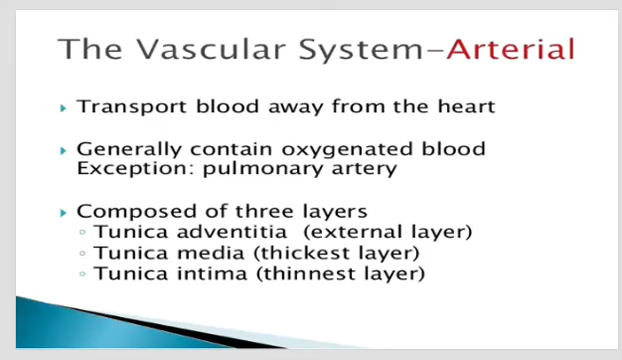 The Vascular System-Arterial
Transport blood away from the heart
Generally contain oxygenated blood
Exception: pulmonary artery
Composed of three layers
Tunica adventitia (external layer)
Tunica media (thickest layer)
Tunica intima (thinnest layer)